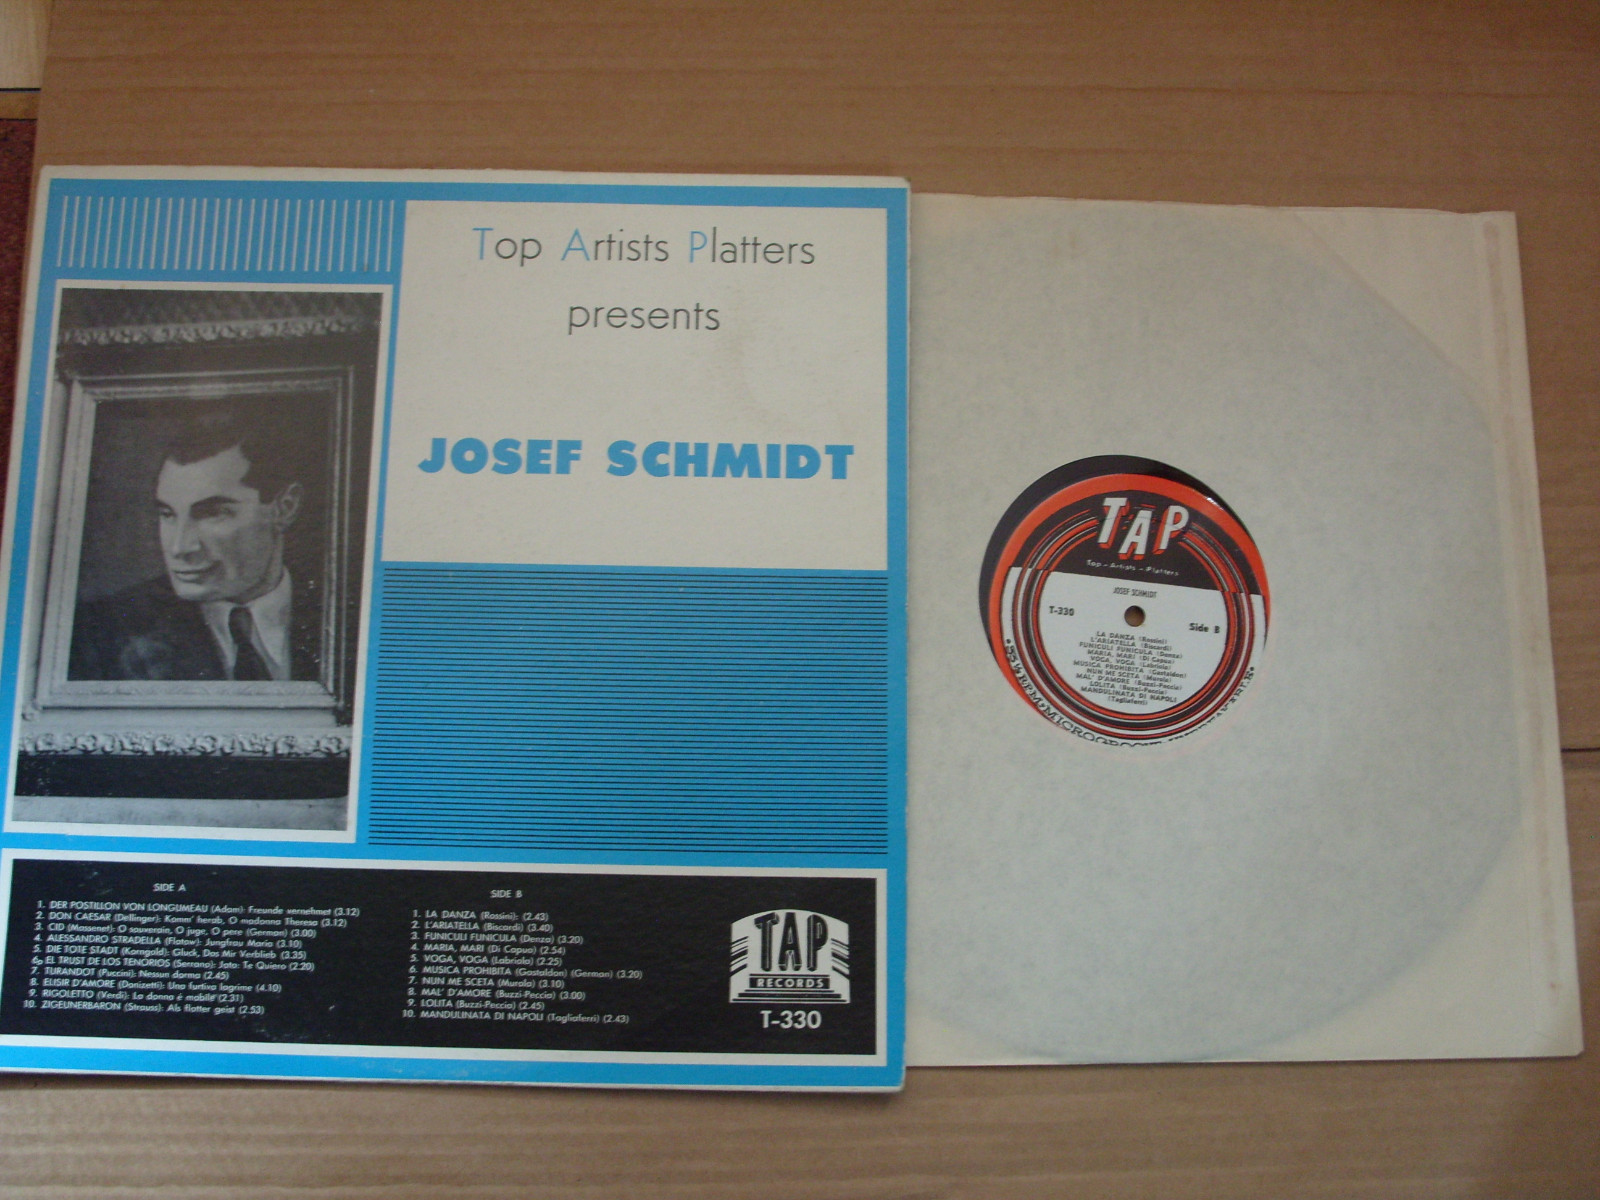 Top Artists Platters
presents
JOSEF SCHMIDT
SIDE A
1. DER POSTILLON VON LONGUMEAU (Adam): Freunde vernehmet (3.12)
2. DON CAESAR (Dellinger): Komm' herab, O madonna Theresa (3.12)
3. CID (Massenet): O souverain, O juge, O pere (German) (3.00)
4. ALESSANDRO STRADELLA (Flotow): Jungfrau Maria (3.10)
5. DIE TOTE STADT (Korngold): Gluck, Das Mir Verblieb (3.35)
6. EL TRUST DE LOS TENORIOS (Serrano): Jota: Te Quiero (2.20)
7. TURANDOT (Puccini): Nessun dorma (2.45)
8. ELISIR D'AMORE (Donizetti): Una furtiva lagrime (4.10)
9. RIGOLETTO (Verdi): La donna è mobile (2.31)
10. ZIGEUNERBARON (Strauss): Als flotter geist (2.53)
SIDE B
1. LA DANZA (Rossini): (2.43)
2. L'ARIATELLA (Biscardi) (3.40)
3. FUNICULI FUNICULA (Denza) (3.20)
4. MARIA, MARI (Di Capua) (2.54)
5. VOGA, VOGA (Labriola) (2.25)
6. MUSICA PROHIBITA (Gastaldon) (German) (3.20)
7. NUN ME SCETA (Murolo) (3.10)
8. MAL' D'AMORE (Buzzi-Peccia) (3.00)
9. LOLITA (Buzzi-Peccia) (2.45)
10. MANDULINATA DI NAPOLI (Tagliaferri) (2.43)
TAP
RECORDS
T-330
TAP
Top - Artists - Platters
JOSEF SCHMIDT
T-330
Side B
LA DANZA (Rossini)
L'ARIATELLA (Biscardi)
FUNICULI FUNICULA (Denza)
MARIA, MARI (Di Capua)
VOGA, VOGA (Labriola)
MUSICA PROHIBITA (Gastaldon)
NUN ME SCETA (Murolo)
MAL' D'AMORE (Buzzi-Peccia)
LOLITA (Buzzi-Peccia)
MANDULINATA DI NAPOLI
(Tagliaferri)
33⅓ R.P.M. MICROGROOVE